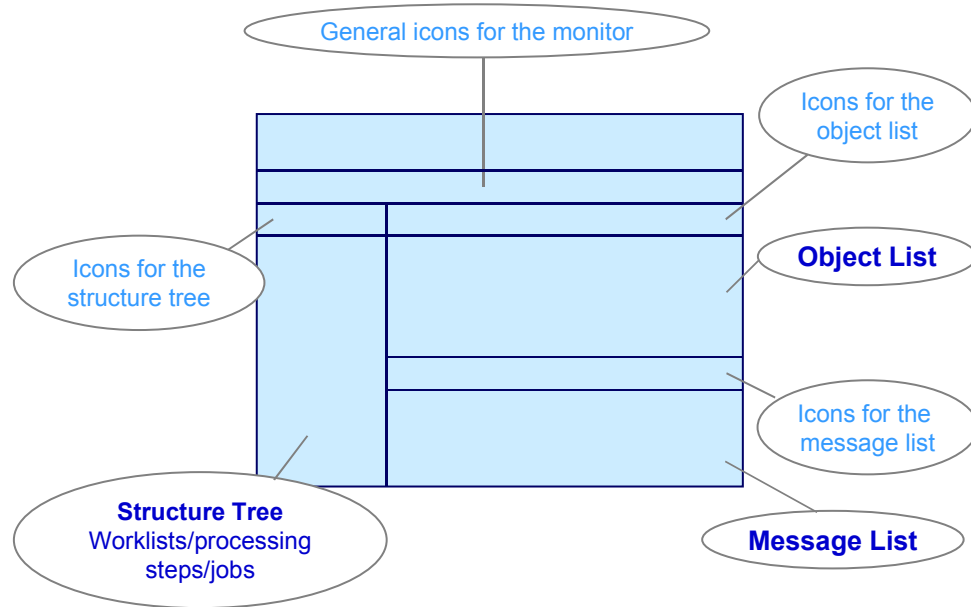 General icons for the monitor
Icons for the
object list
Object List
Icons for the
structure tree
Icons for the
message list
Structure Tree
Worklists/processing
steps/jobs
Message List